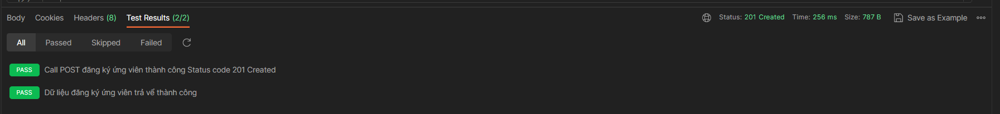 Body Cookies Headers (8) Test Results (2/2) Status: 201 Created Time: 256 ms Size: 787 B Save as Example
All Passed Skipped Failed
PASS Call POST đăng ký ứng viên thành công Status code 201 Created
PASS Dữ liệu đăng ký ứng viên trả về thành công